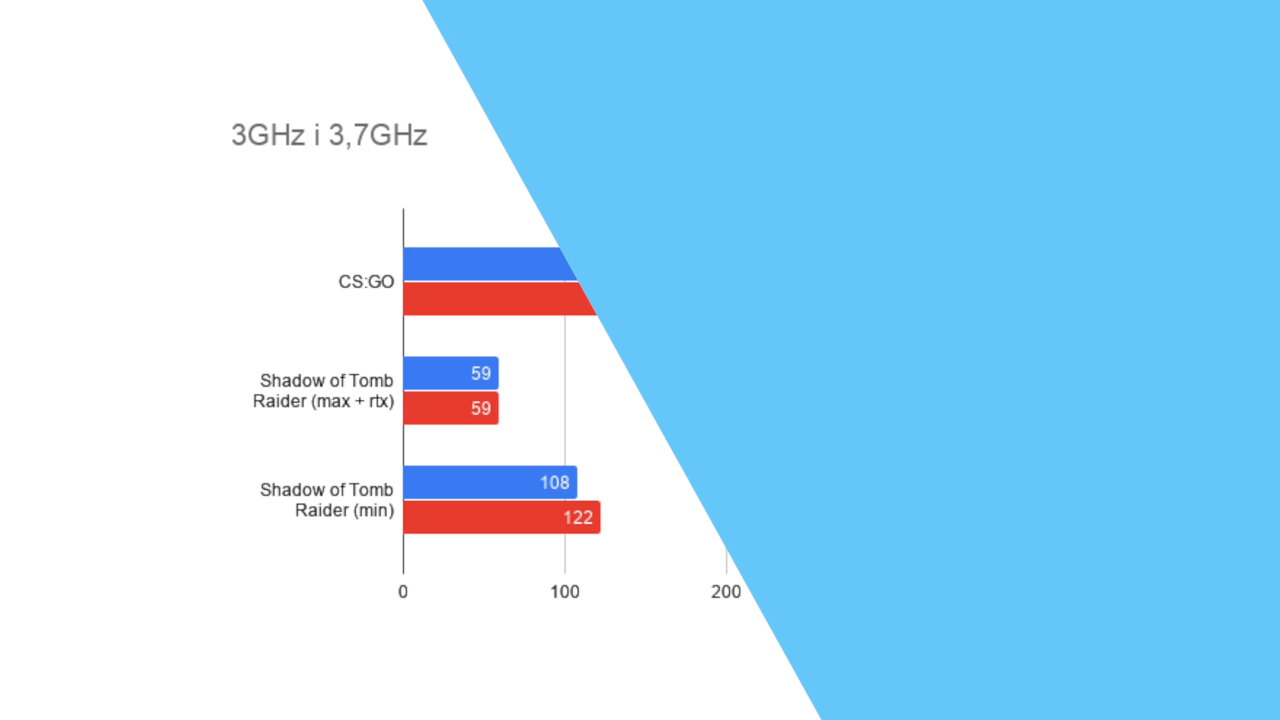 3GHz i 3,7GHz
CS:GO
Shadow of Tomb
Raider (max + rtx)
59
59
Shadow of Tomb
Raider (min)
108
122
0 100 200